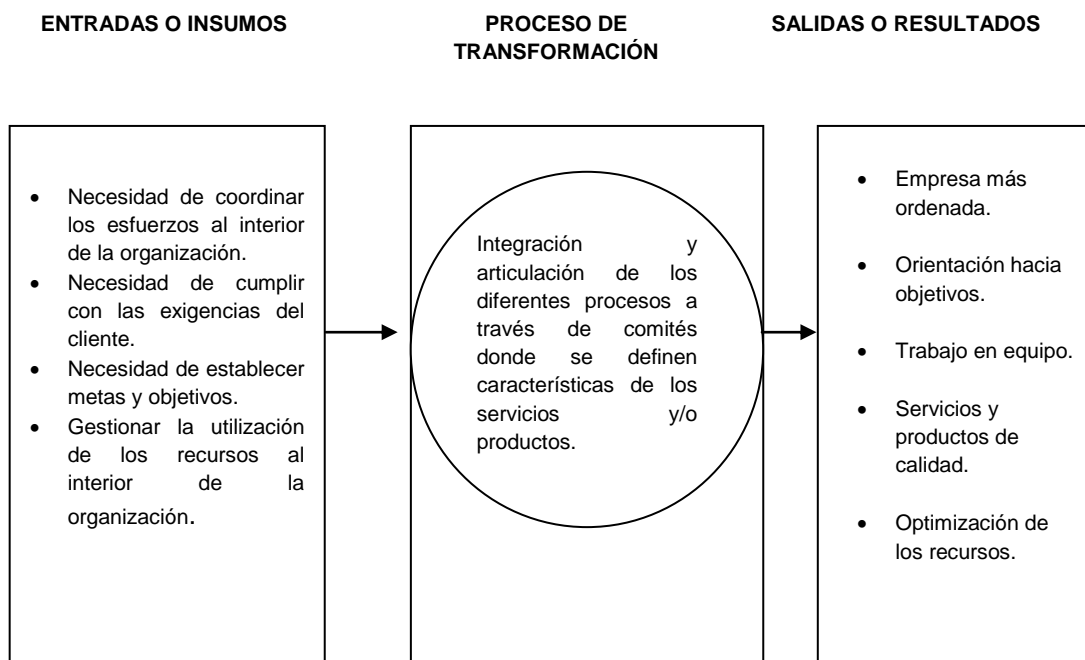 ENTRADAS O INSUMOS
PROCESO DE
TRANSFORMACIÓN
SALIDAS O RESULTADOS
• Necesidad de coordinar
los esfuerzos al interior
de la organización.
• Necesidad de cumplir
con las exigencias del
cliente.
• Necesidad de establecer
metas y objetivos.
• Gestionar la utilización
de los recursos al
interior de la
organización.
Integración y
articulación de los
diferentes procesos a
través de comités
donde se definen
características de los
servicios y/o
productos.
• Empresa más
ordenada.
• Orientación hacia
objetivos.
• Trabajo en equipo.
• Servicios y
productos de
calidad.
• Optimización de
los recursos.